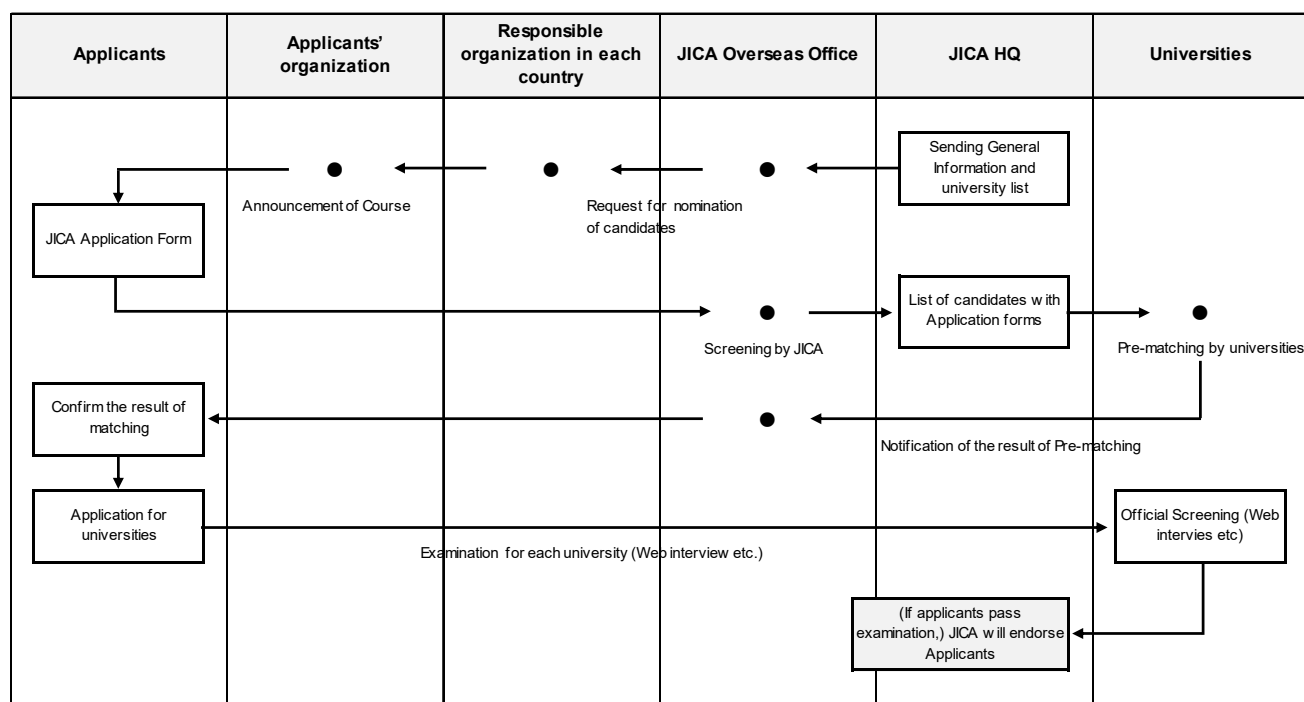 Applicants
Applicants’
organization
Responsible
organization in each
country
JICA Overseas Office
JICA HQ
Universities
Sending General
Information and
university list
Announcement of Course
Request for nomination
of candidates
JICA Application Form
List of candidates with
Application forms
Screening by JICA
Pre-matching by universities
Confirm the result of
matching
Notification of the result of Pre-matching
Application for
universities
Official Screening (Web
intervies etc)
Examination for each university (Web interview etc.)
(If applicants pass
examination,) JICA will endorse
Applicants